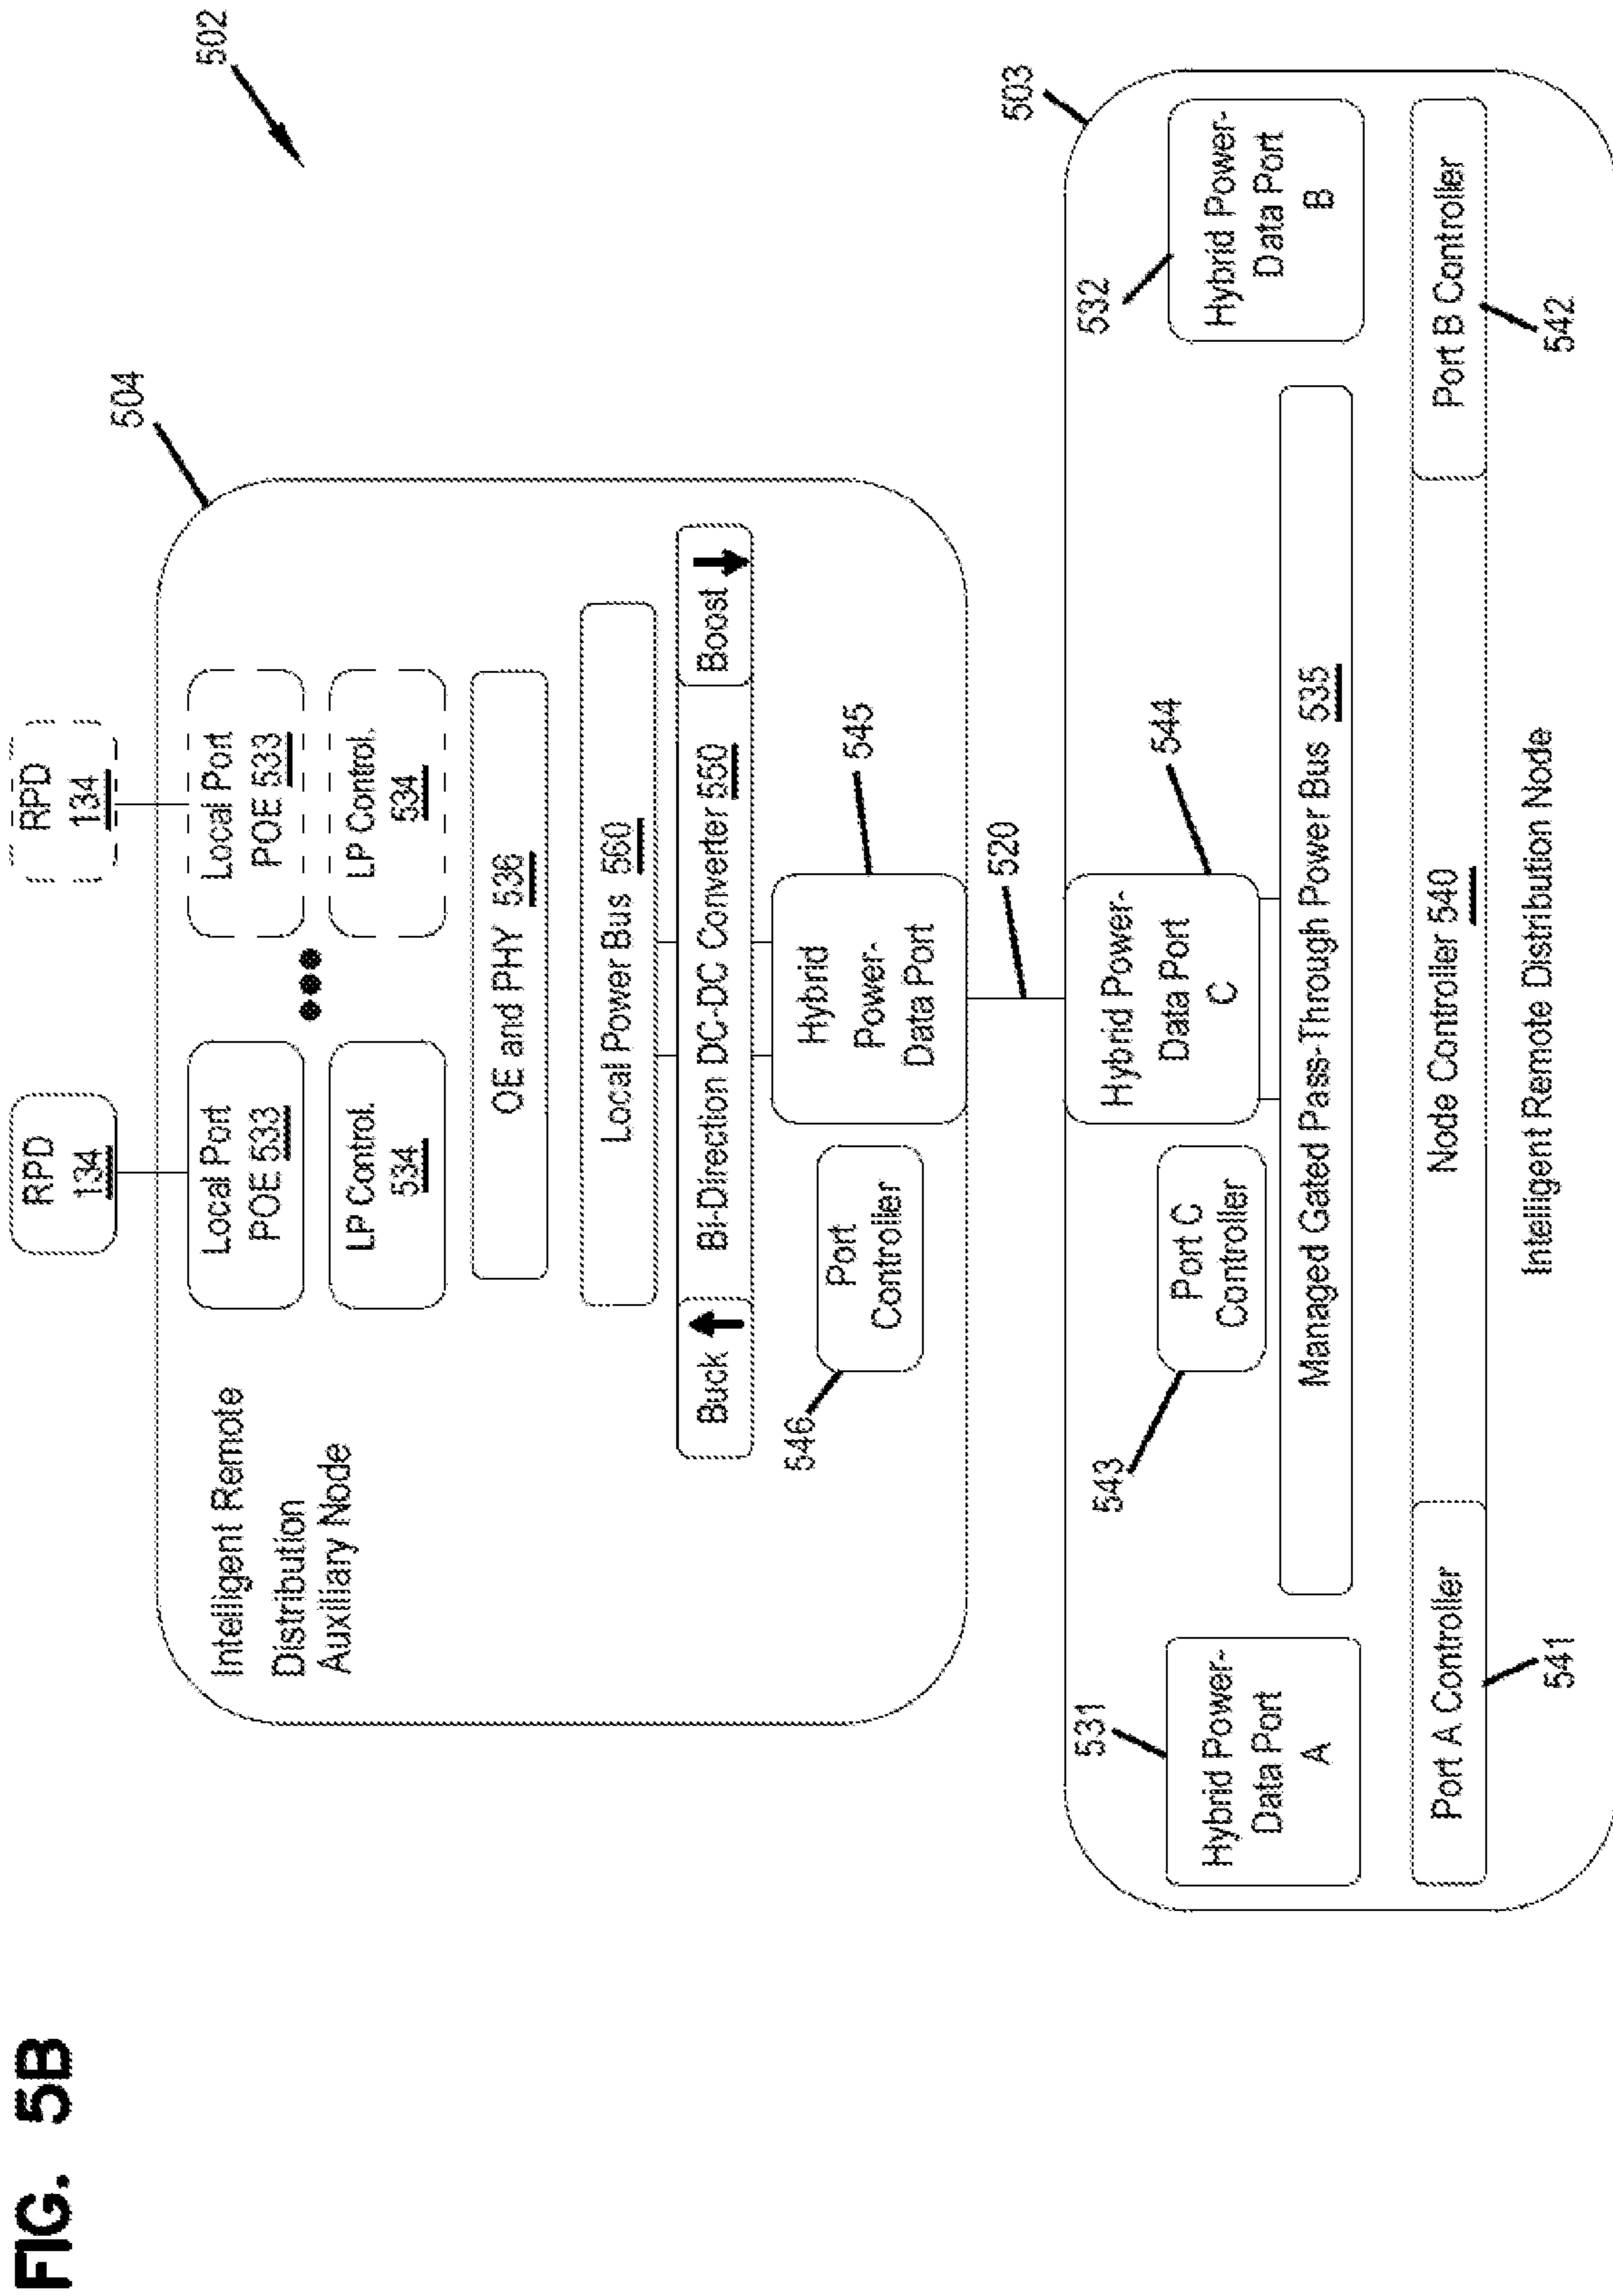 FIG. 5B
502
504
RPD
134
RPD
134
Local Port
POE 533
Local Port
POE 533
LP Control.
534
LP Control.
534
Intelligent Remote
Distribution
Auxiliary Node
OE and PHY 536
Local Power Bus 560
Buck
Bi-Direction DC-DC Converter 550
Boost
546
Port
Controller
Hybrid
Power-
Data Port
545
520
503
531
Hybrid Power-
Data Port
A
543
Port C
Controller
Hybrid Power-
Data Port
C
544
532
Hybrid Power-
Data Port
B
Managed Gated Pass-Through Power Bus 535
Port A Controller
Node Controller 540
Port B Controller
541
542
Intelligent Remote Distribution Node